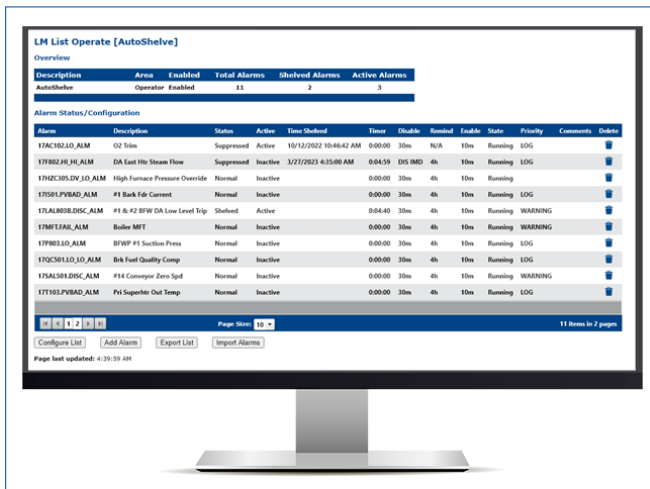 LM List Operate [AutoShelve]
Overview
Description Area Enabled Total Alarms Shelved Alarms Active Alarms
AutoShelve Operator Enabled 11 2 3
Alarm Status/Configuration
Alarm Description Status Active Time Shelved Timer Disable Remind Enable State Priority Comments Delete
17AC102.LO_ALM O2 Trim Suppressed Active 10/12/2022 10:46:42 AM 0:00:00 30m N/A 10m Running LOG
17F802.HI_HI_ALM DA East Htr Steam Flow Suppressed Inactive 3/27/2023 4:35:00 AM 0:04:59 DIS IMD 4h 10m Running LOG
17HZC305.DV_LO_ALM High Furnace Pressure Override Normal Inactive 0:00:00 30m 4h 10m Running
17I501.PVBAD_ALM #1 Bark Fdr Current Normal Inactive 0:00:00 30m 4h 10m Running LOG
17LAL803B.DISC_ALM #1 & #2 BFW DA Low Level Trip Shelved Active 0:04:40 30m 4h 10m Running WARNING
17MFT.FAIL_ALM Boiler MFT Normal Inactive 0:00:00 30m 4h 10m Running WARNING
17P803.LO_ALM BFWP #1 Suction Press Normal Inactive 0:00:00 30m 4h 10m Running LOG
17QC501.LO_LO_ALM Brk Fuel Quality Comp Normal Inactive 0:00:00 30m 4h 10m Running LOG
17SAL501.DISC_ALM #14 Conveyor Zero Spd Normal Inactive 0:00:00 30m 4h 10m Running WARNING
17T103.PVBAD_ALM Pri Superhtr Out Temp Normal Inactive 0:00:00 30m 4h 10m Running LOG
1 2 Page Size: 10 11 items in 2 pages
Configure List Add Alarm Export List Import Alarms
Page last updated: 4:39:59 AM